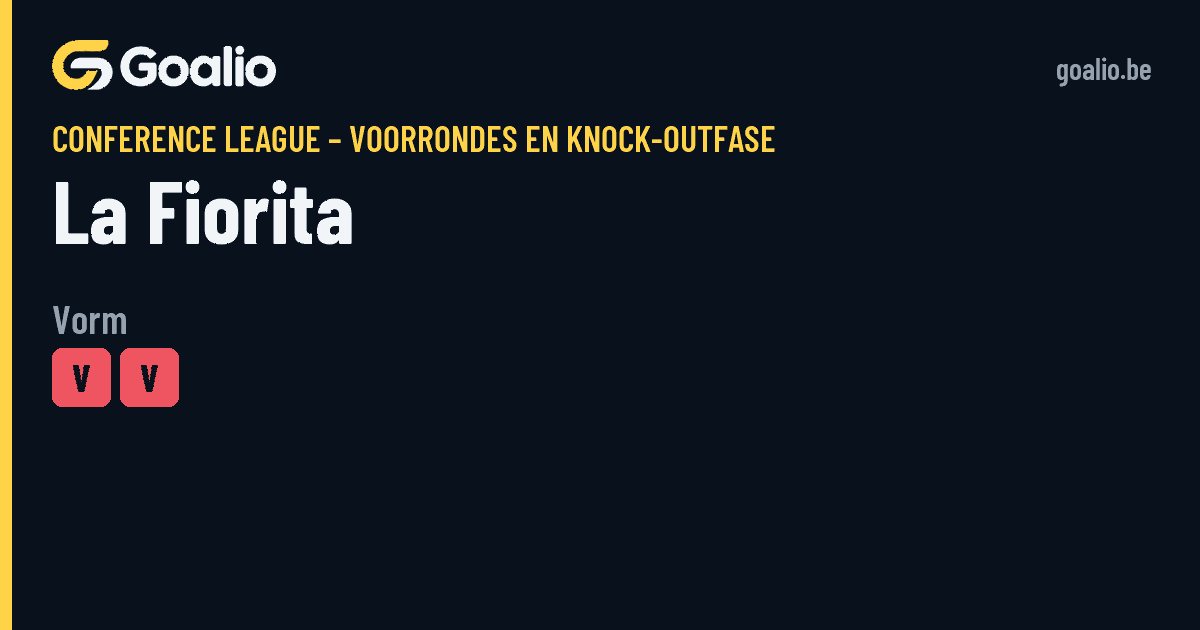 Goalio
goalio.be
CONFERENCE LEAGUE – VOORRONDES EN KNOCK-OUTFASE
La Fiorita
Vorm
V V